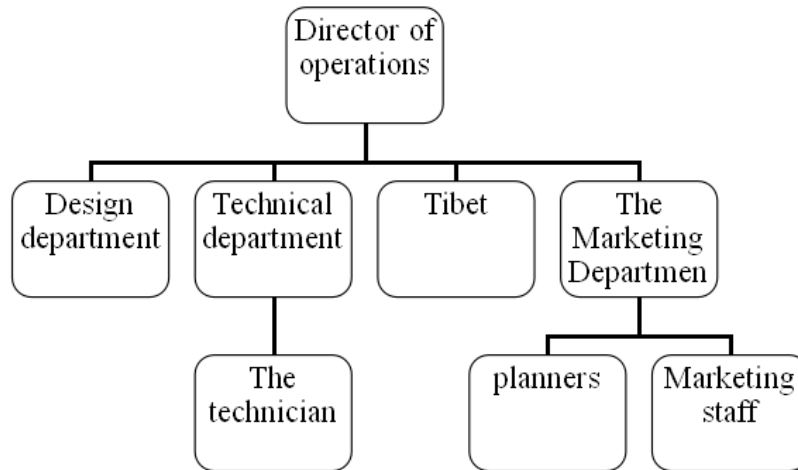 Director of
operations
Design
department
Technical
department
Tibet
The
Marketing
Departmen
The
technician
planners
Marketing
staff